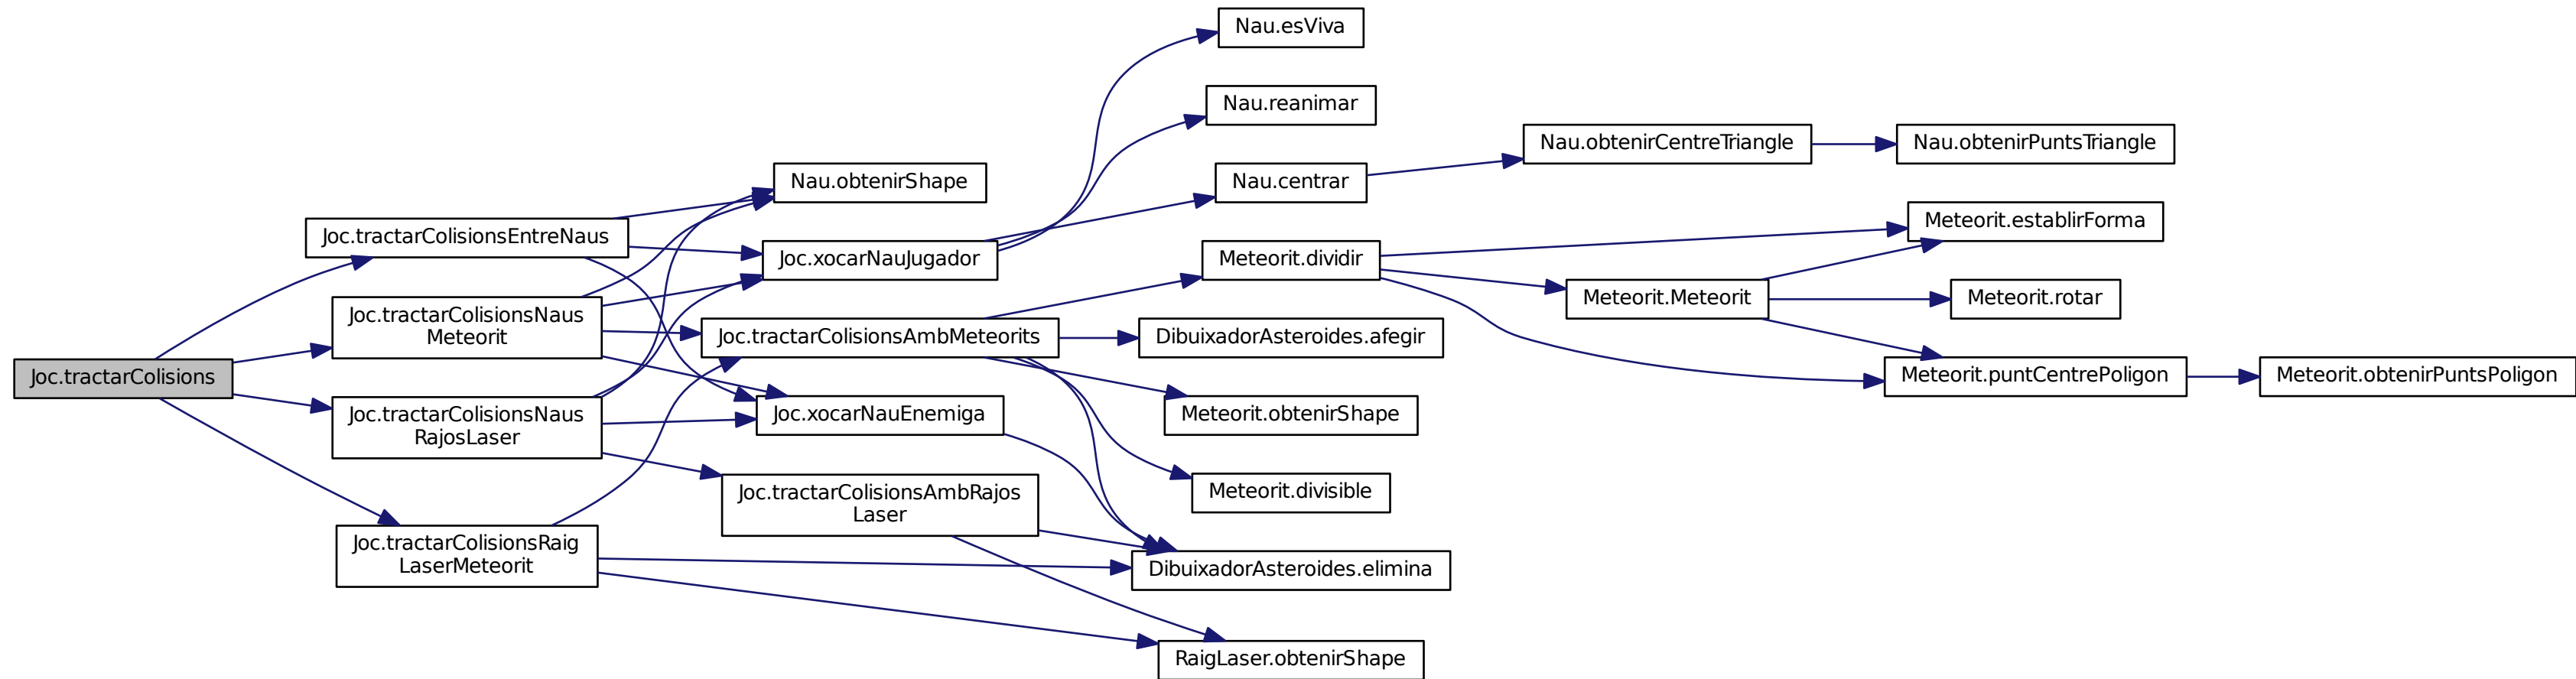 Joc.tractarColisions
Joc.tractarColisionsEntreNaus
Joc.tractarColisionsNaus
Meteorit
Joc.tractarColisionsNaus
RajosLaser
Joc.tractarColisionsRaig
LaserMeteorit
Nau.obtenirShape
Joc.xocarNauJugador
Joc.tractarColisionsAmbMeteorits
Joc.xocarNauEnemiga
Joc.tractarColisionsAmbRajos
Laser
Nau.esViva
Nau.reanimar
Nau.centrar
Meteorit.dividir
DibuixadorAsteroides.afegir
Meteorit.obtenirShape
Meteorit.divisible
DibuixadorAsteroides.elimina
RaigLaser.obtenirShape
Nau.obtenirCentreTriangle
Meteorit.Meteorit
Nau.obtenirPuntsTriangle
Meteorit.establirForma
Meteorit.rotar
Meteorit.puntCentrePoligon
Meteorit.obtenirPuntsPoligon